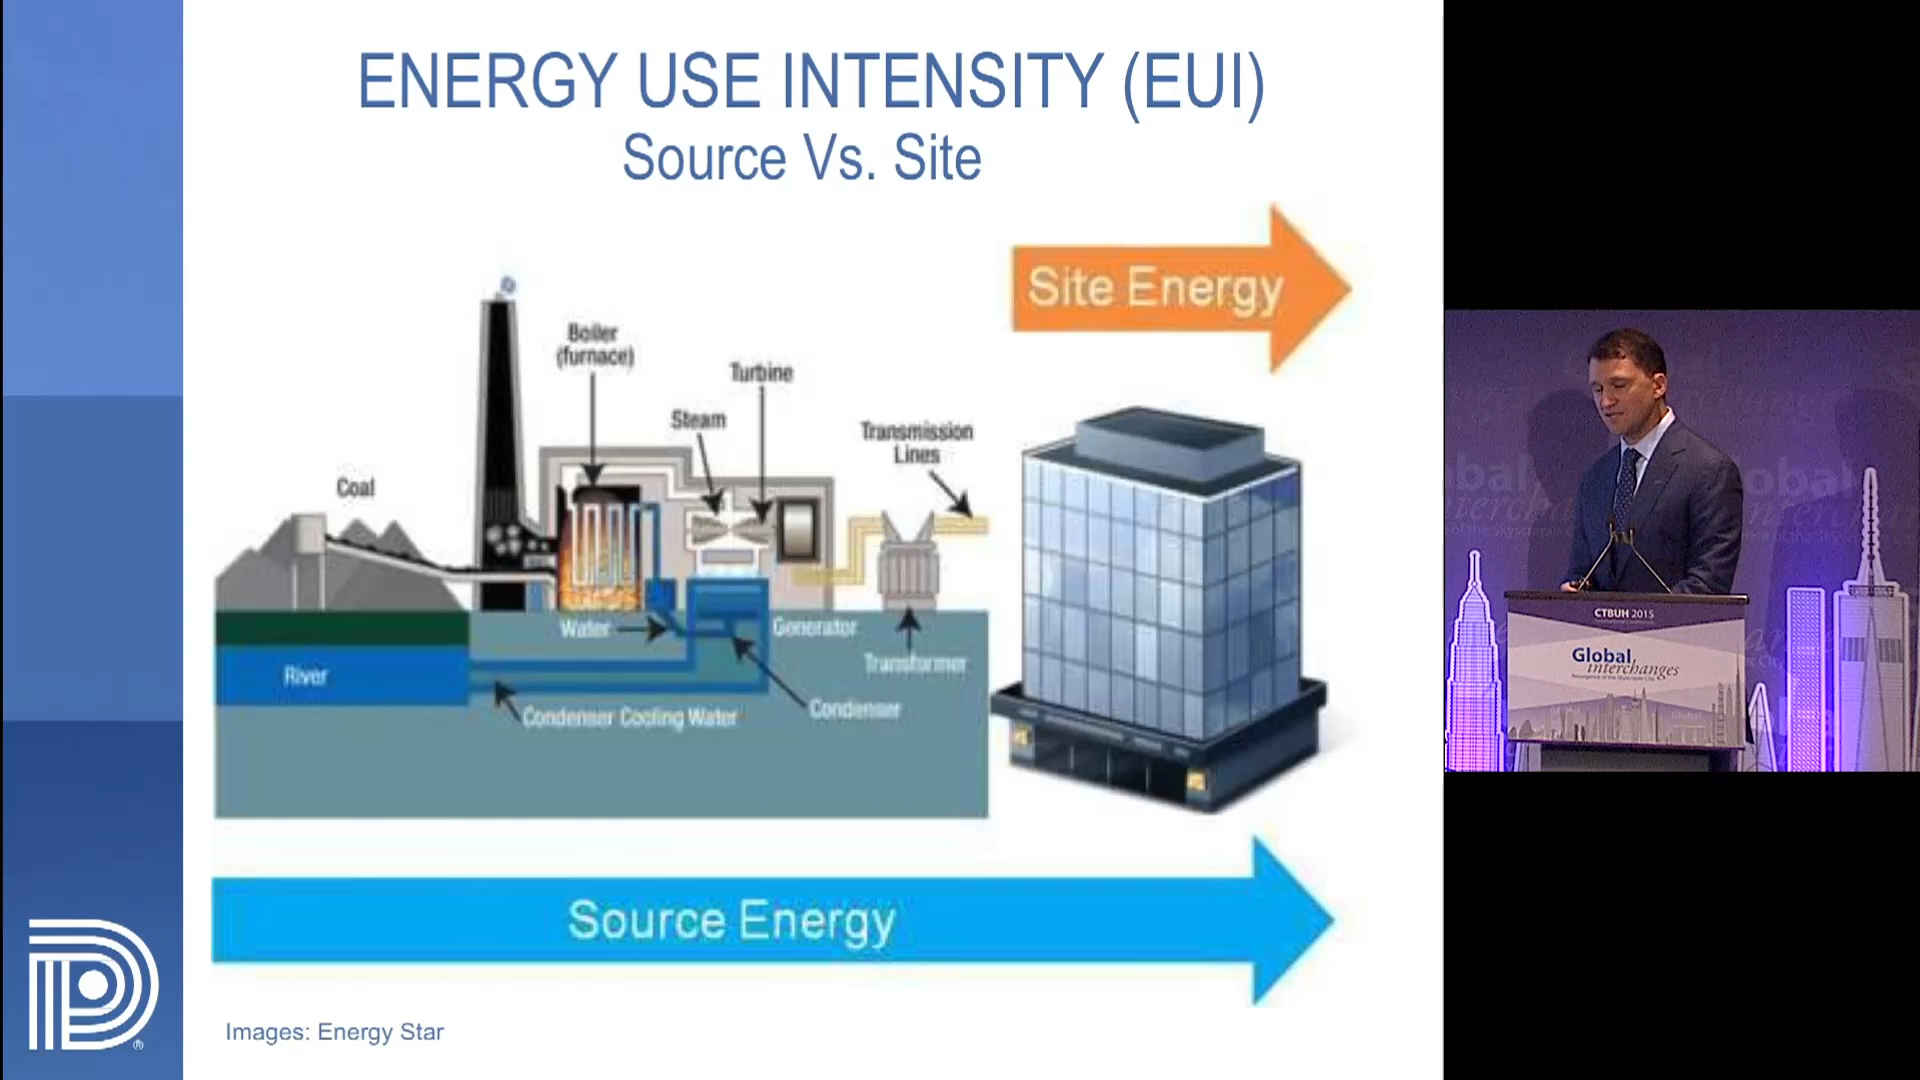 ENERGY USE INTENSITY (EUI)
Source Vs. Site
Site Energy
Boiler
(furnace)
Turbine
Steam
Transmission
Lines
Coal
Water
Generator
Transformer
River
Condenser Cooling Water
Condenser
Source Energy
Images: Energy Star
®
CTBUH 2015
Global
interchanges